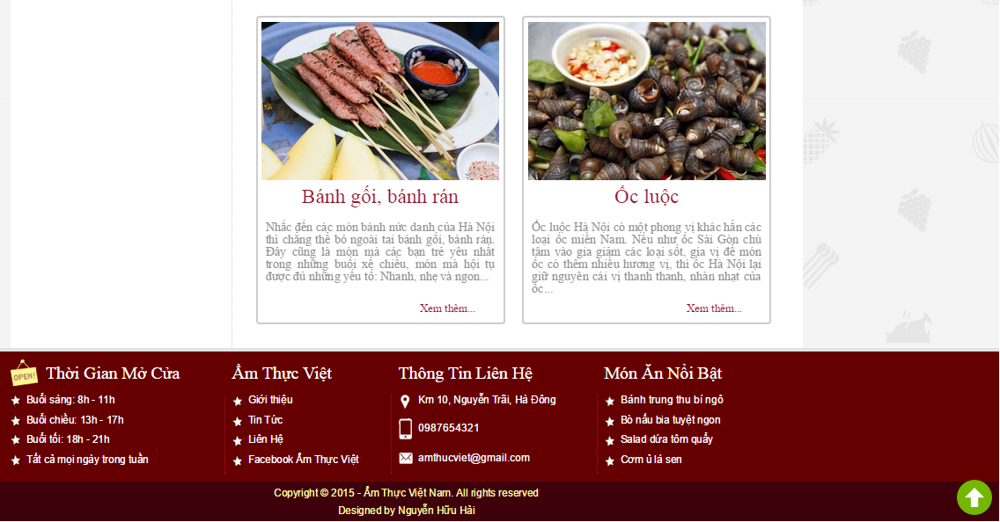 Bánh gối, bánh rán
Nhắc đến các món bánh nức danh của Hà Nội
thì chẳng thể bỏ ngoài tai bánh gối, bánh rán.
Đây cũng là món mà các bạn trẻ yêu nhất
trong những buổi xế chiều, món mà hội tụ
được đủ những yếu tố: Nhanh, nhẹ và ngon...
Xem thêm...
Ốc luộc
Ốc luộc Hà Nội có một phong vị khác hẳn các
loại ốc miền Nam. Nếu như ốc Sài Gòn chú
tâm vào gia giảm các loại sốt, gia vị để món
ốc có thêm nhiều hương vị, thì ốc Hà Nội lại
giữ nguyên cái vị thanh thanh, nhàn nhạt của
ốc...
Xem thêm...
OPEN!
Thời Gian Mở Cửa
Buổi sáng: 8h - 11h
Buổi chiều: 13h - 17h
Buổi tối: 18h - 21h
Tất cả mọi ngày trong tuần
Ẩm Thực Việt
Giới thiệu
Tin Tức
Liên Hệ
Facebook Ẩm Thực Việt
Thông Tin Liên Hệ
Km 10, Nguyễn Trãi, Hà Đông
0987654321
amthucviet@gmail.com
Món Ăn Nổi Bật
Bánh trung thu bí ngô
Bò nấu bia tuyệt ngon
Salad dứa tôm quẩy
Cơm ủ lá sen
Copyright © 2015 - Ẩm Thực Việt Nam. All rights reserved
Designed by Nguyễn Hữu Hải